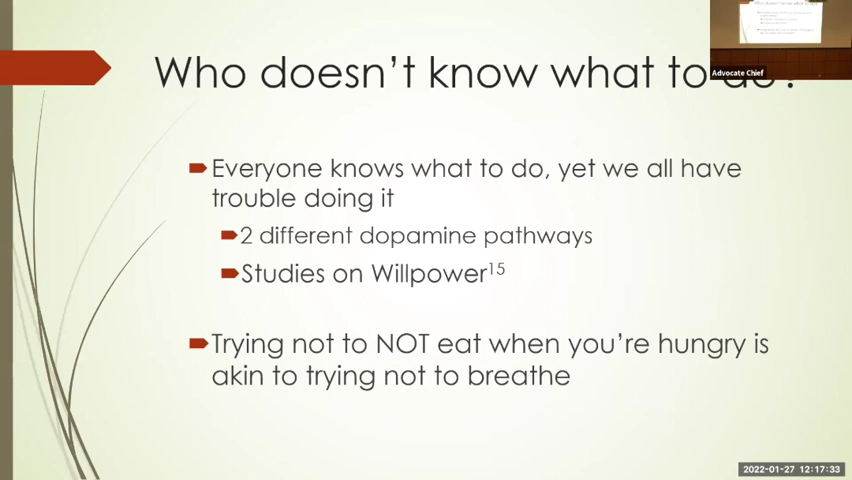 Who doesn't know what to do?
Advocate Chief
Everyone knows what to do, yet we all have
trouble doing it
2 different dopamine pathways
Studies on Willpower15
Trying not to NOT eat when you're hungry is
akin to trying not to breathe
2022-01-27 12:17:33